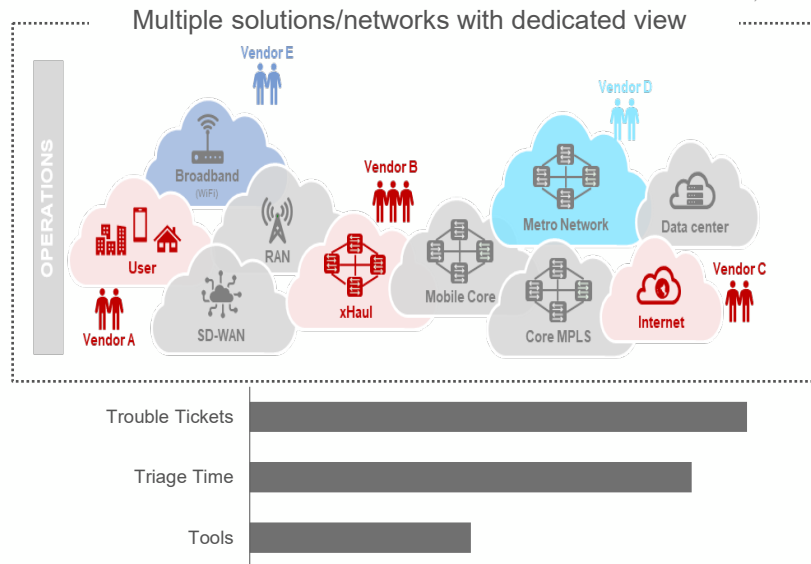 Multiple solutions/networks with dedicated view
OPERATIONS
Vendor E
Vendor D
Vendor B
Broadband
(WiFi)
Metro Network
Data center
User
RAN
xHaul
Mobile Core
SD-WAN
Core MPLS
Internet
Vendor C
Vendor A
Trouble Tickets
Triage Time
Tools